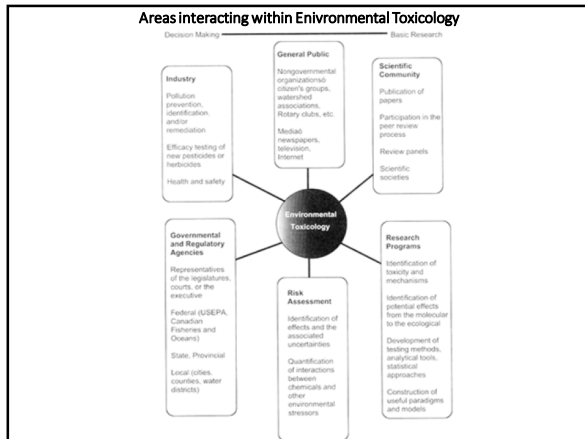 Areas interacting within Enivronmental Toxicology
Decision Making
Basic Research
General Public
Nongovernmental
organizationsó
citizen's groups,
watershed
associations,
Rotary clubs, etc.
Mediaó
newspapers,
television,
Internet
Industry
Pollution
prevention,
identification,
and/or
remediation
Efficacy testing of
new pesticides or
herbicides
Health and safety
Scientific
Community
Publication of
papers
Participation in the
peer review
process
Review panels
Scientific
societies
Environmental
Toxicology
Governmental
and Regulatory
Agencies
Representatives
of the legislatures,
courts, or the
executive
Federal (USEPA,
Canadian
Fisheries and
Oceans)
State, Provincial
Local (cities,
counties, water
districts)
Risk
Assessment
Identification of
effects and the
associated
uncertainties
Quantification
of interactions
between
chemicals and
other
environmental
stressors
Research
Programs
Identification of
toxicity and
mechanisms
Identification of
potential effects
from the molecular
to the ecological
Development of
testing methods,
analytical tools,
statistical
approaches
Construction of
useful paradigms
and models